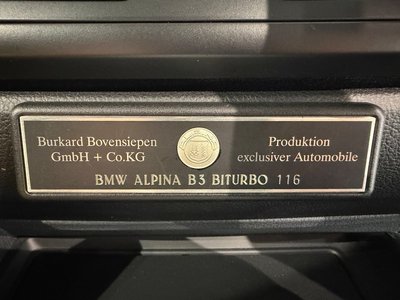 Burkard Bovensiepen
GmbH + Co.KG
Produktion
exclusiver Automobile
BMW ALPINA B3 BITURBO 116